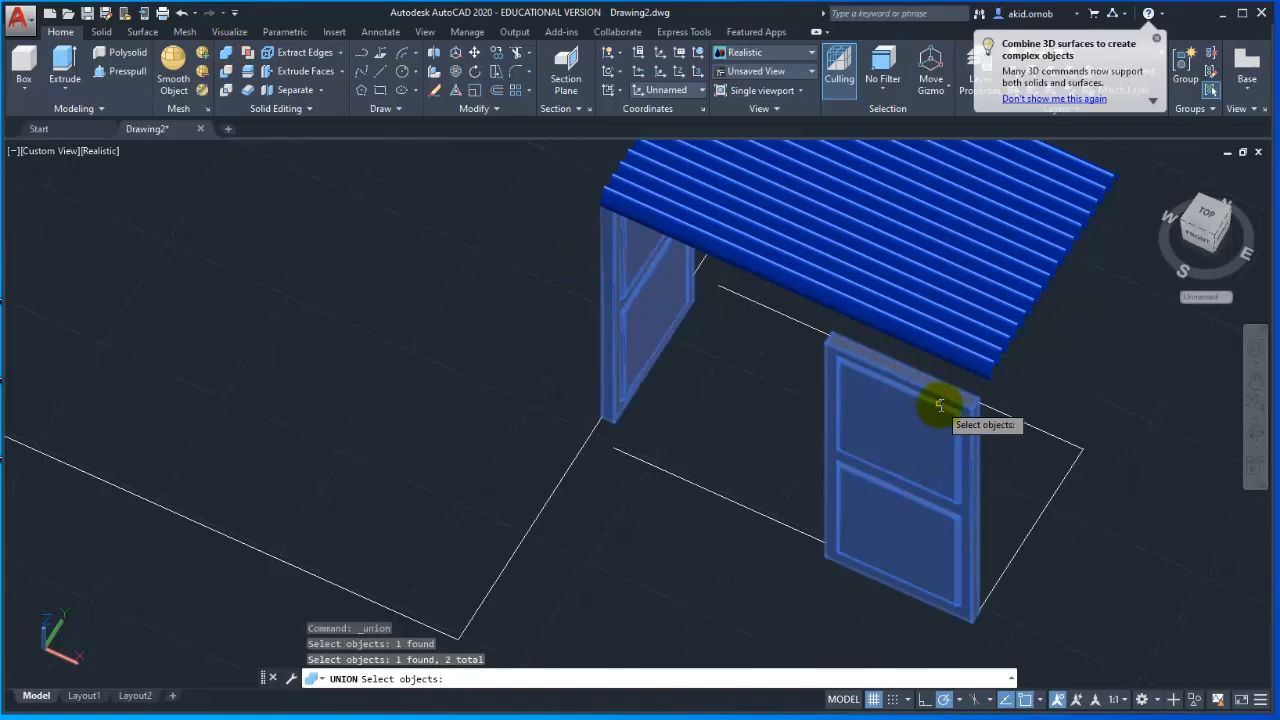 Autodesk AutoCAD 2020 - EDUCATIONAL VERSION Drawing2.dwg
Type a keyword or phrase
akid.ornob
Home Solid Surface Mesh Visualize Parametric Insert Annotate View Manage Output Add-ins Collaborate Express Tools Featured Apps
Box
Extrude
Polysolid
Presspull
Smooth
Object
Extract Edges
Extrude Faces
Separate
Section
Plane
Realistic
Unsaved View
Unnamed
Single viewport
Culling
No Filter
Move
Gizmo
Group
Base
Modeling
Mesh
Solid Editing
Draw
Modify
Section
Coordinates
View
Selection
Groups
View
Combine 3D surfaces to create
complex objects
Many 3D commands now support
both solids and surfaces.
Don't show me this again
Start
Drawing2*
[−][Custom View][Realistic]
TOP
FRONT
N
W
S
E
Unnamed
Select objects:
Z
Y
X
Command: _union
Select objects: 1 found
Select objects: 1 found, 2 total
UNION Select objects:
Model Layout1 Layout2
MODEL
1:1